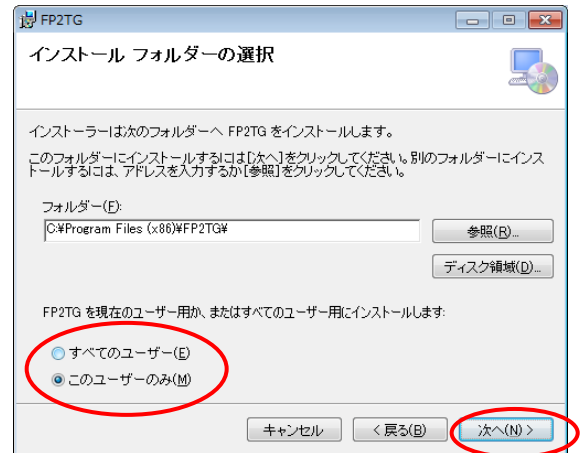 FP2TG
インストール フォルダーの選択
インストーラーは次のフォルダーへ FP2TG をインストールします。
このフォルダーにインストールするには[次へ]をクリックしてください。別のフォルダーにインス
トールするには、アドレスを入力するか[参照]をクリックしてください。
フォルダー(F):
C:¥Program Files (x86)¥FP2TG¥
参照(R)...
ディスク領域(D)...
FP2TG を現在のユーザー用か、またはすべてのユーザー用にインストールします:
すべてのユーザー(E)
このユーザーのみ(M)
キャンセル
< 戻る(B)
次へ(N) >